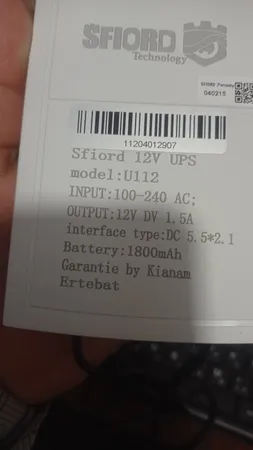 SFIORD
Technology
040215
11204012907
Sfiord 12V UPS
model:U112
INPUT:100-240 AC;
OUTPUT:12V DV 1.5A
interface type:DC 5.5*2.1
Battery:1800mAh
Garantie by Kianam
Ertebat